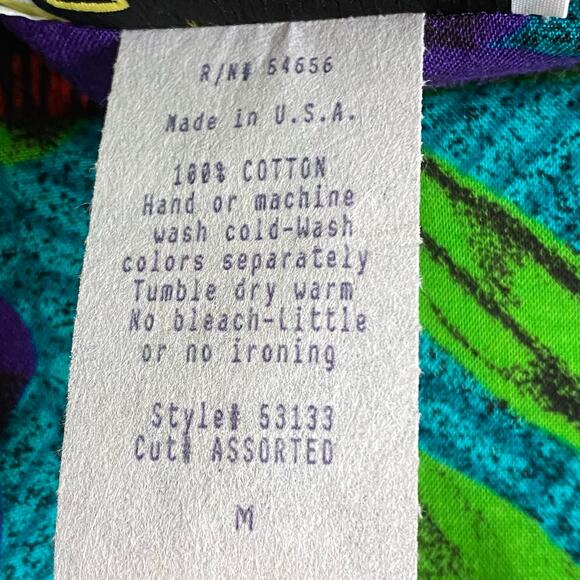 R/N# 54656
Made in U.S.A.
100% COTTON
Hand or machine
wash cold-Wash
colors separately
Tumble dry warm
No bleach-Little
or no ironing
Style# 53133
Cut# ASSORTED
M